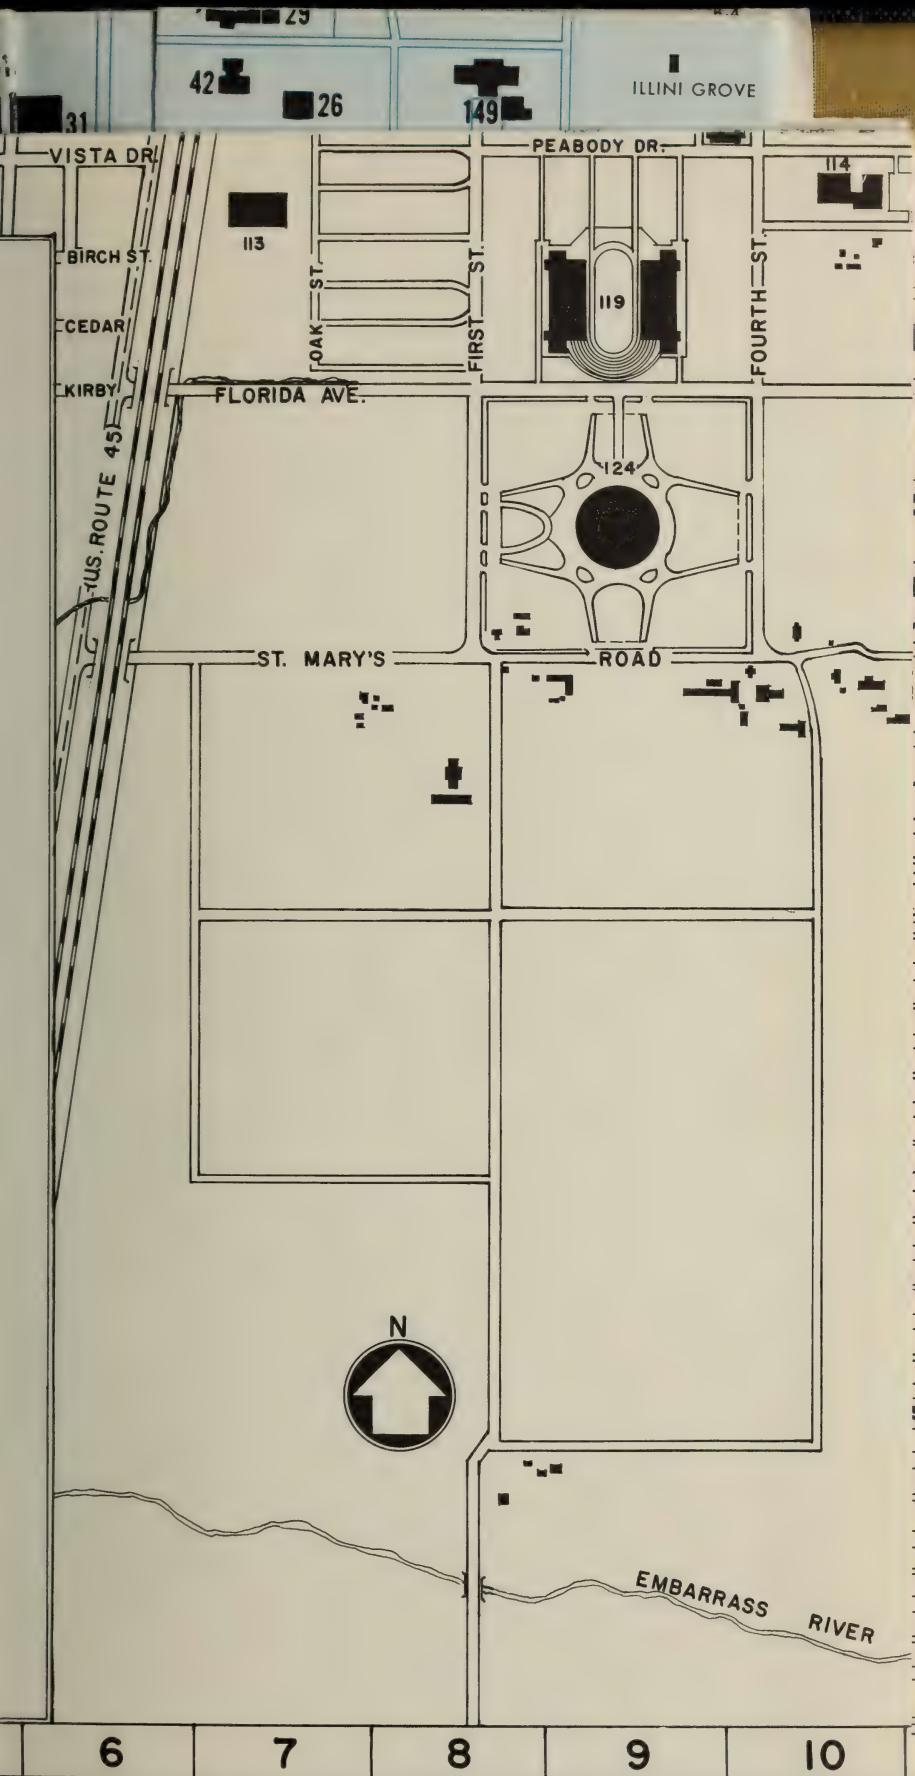 29
42
26
149
ILLINI GROVE
31
VISTA DR.
PEABODY DR.
114
113
BIRCH ST.
OAK ST.
FIRST ST.
119
FOURTH ST.
CEDAR
KIRBY
FLORIDA AVE.
U.S. ROUTE 45
124
ST. MARY'S ROAD
N
EMBARRASS RIVER
6 7 8 9 10